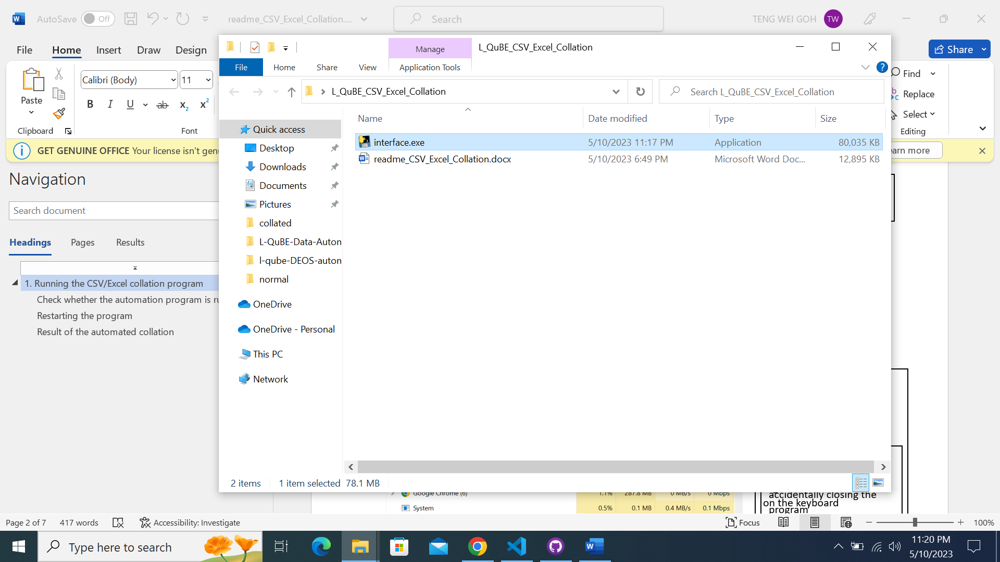 AutoSave Off readme_CSV_Excel_Collation.... Search TENG WEI GOH TW
File Home Insert Draw Design
Share
Paste
Calibri (Body) 11
B I U ab x2 x2
Clipboard Font
Find
Replace
Select
Editing
GET GENUINE OFFICE Your license isn't gen
earn more
Navigation
Search document
Headings Pages Results
1. Running the CSV/Excel collation program
Check whether the automation program is ru
Restarting the program
Result of the automated collation
Manage L_QuBE_CSV_Excel_Collation
File Home Share View Application Tools
L_QuBE_CSV_Excel_Collation
Search L_QuBE_CSV_Excel_Collation
Name Date modified Type Size
interface.exe 5/10/2023 11:17 PM Application 80,035 KB
readme_CSV_Excel_Collation.docx 5/10/2023 6:49 PM Microsoft Word Doc... 12,895 KB
Quick access
Desktop
Downloads
Documents
Pictures
collated
L-QuBE-Data-Auton
l-qube-DEOS-auton
normal
OneDrive
OneDrive - Personal
This PC
Network
2 items 1 item selected 78.1 MB
Google Chrome (6) 1.1% 287.8 MB 0 MB/s 0 Mbps
System 0.5% 0.1 MB 0.4 MB/s 0.1 Mbps
accidentally closing the
on the keyboard
program
Page 2 of 7 417 words Accessibility: Investigate Focus 100%
Type here to search
11:20 PM
5/10/2023